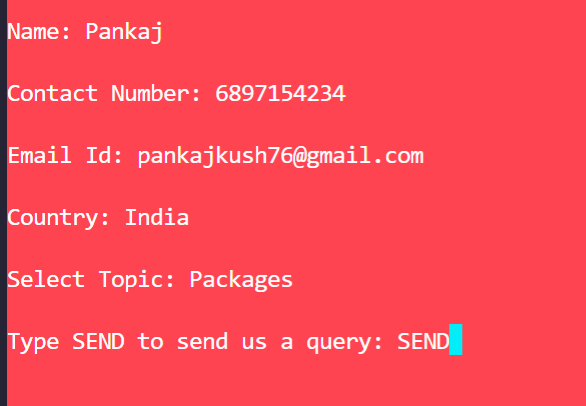 Name: Pankaj
Contact Number: 6897154234
Email Id: pankajkush76@gmail.com
Country: India
Select Topic: Packages
Type SEND to send us a query: SEND